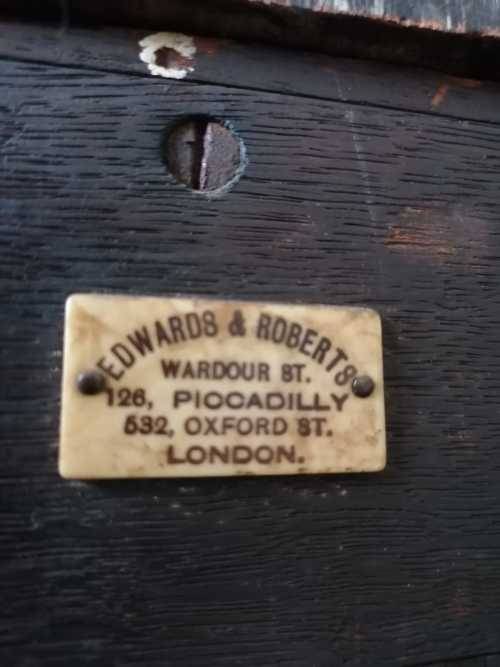 EDWARDS & ROBERTS
WARDOUR ST.
126, PICCADILLY
532, OXFORD ST.
LONDON.